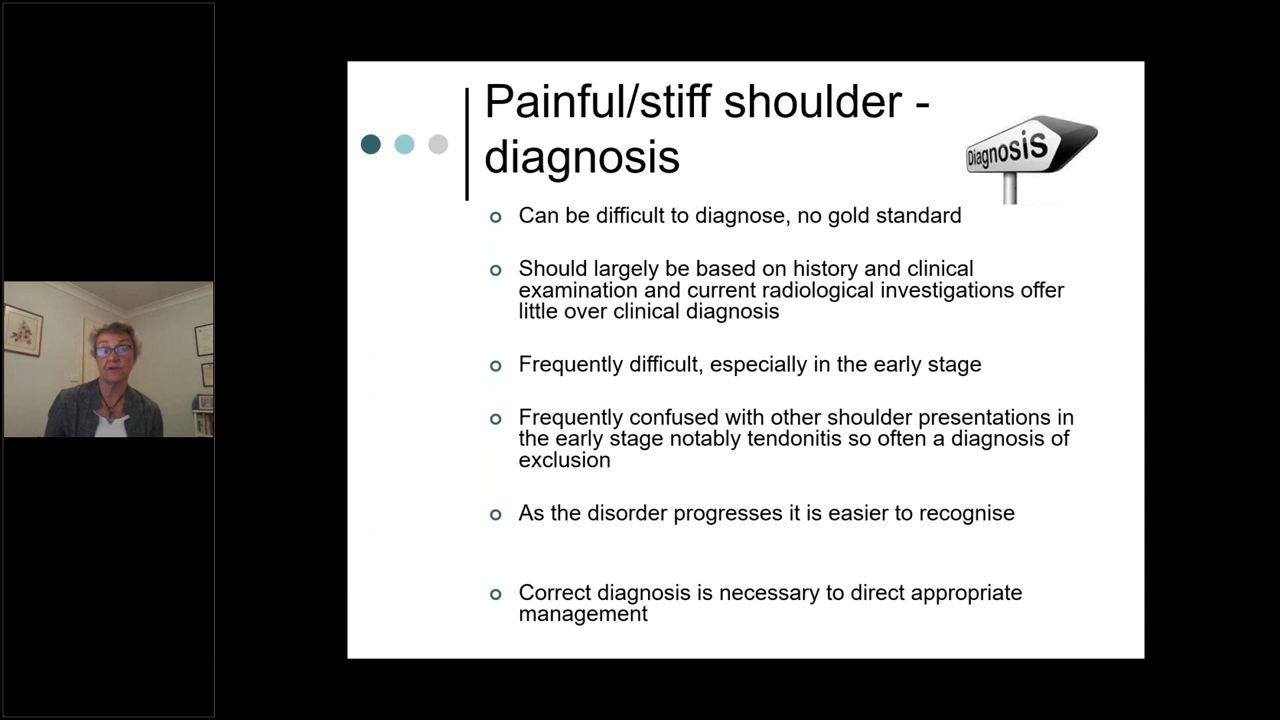 Painful/stiff shoulder -
diagnosis
Diagnosis
Can be difficult to diagnose, no gold standard
Should largely be based on history and clinical
examination and current radiological investigations offer
little over clinical diagnosis
Frequently difficult, especially in the early stage
Frequently confused with other shoulder presentations in
the early stage notably tendonitis so often a diagnosis of
exclusion
As the disorder progresses it is easier to recognise
Correct diagnosis is necessary to direct appropriate
management